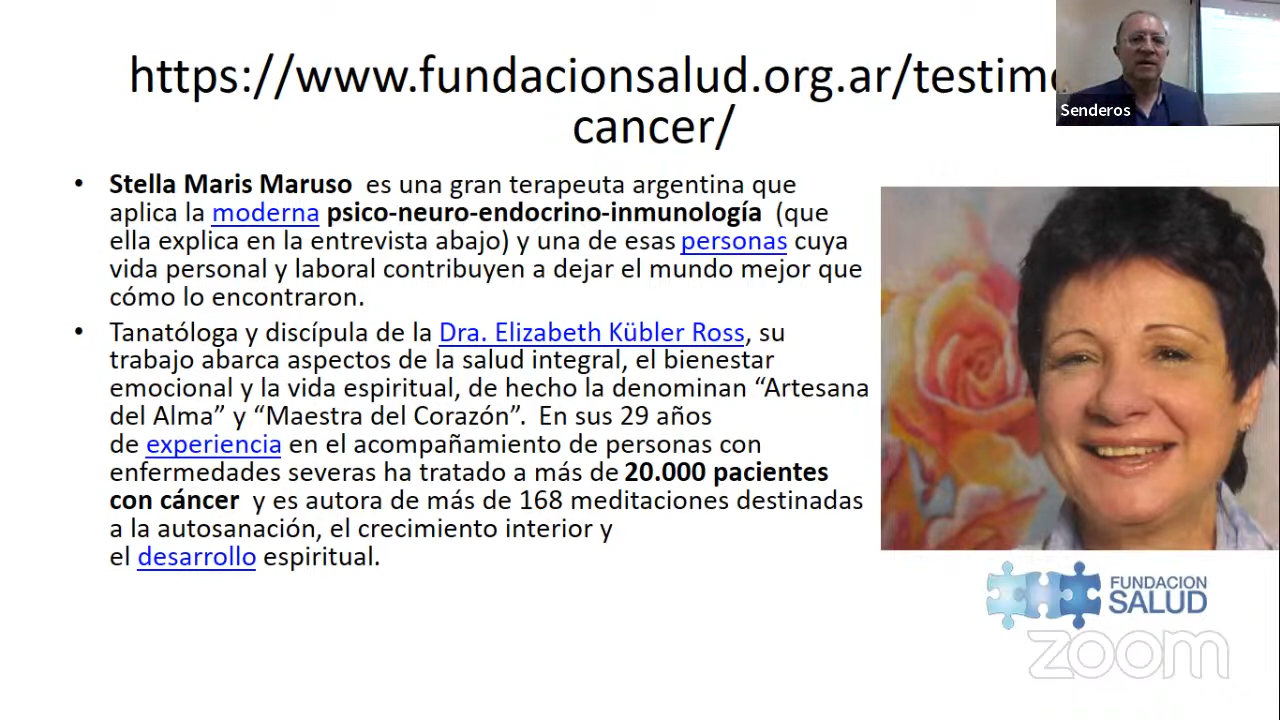 https://www.fundacionsalud.org.ar/testim
cancer/
Senderos
• Stella Maris Maruso es una gran terapeuta argentina que
aplica la moderna psico-neuro-endocrino-inmunología (que
ella explica en la entrevista abajo) y una de esas personas cuya
vida personal y laboral contribuyen a dejar el mundo mejor que
cómo lo encontraron.
• Tanatóloga y discípula de la Dra. Elizabeth Kübler Ross, su
trabajo abarca aspectos de la salud integral, el bienestar
emocional y la vida espiritual, de hecho la denominan “Artesana
del Alma” y “Maestra del Corazón”. En sus 29 años
de experiencia en el acompañamiento de personas con
enfermedades severas ha tratado a más de 20.000 pacientes
con cáncer y es autora de más de 168 meditaciones destinadas
a la autosanación, el crecimiento interior y
el desarrollo espiritual.
FUNDACION
SALUD
zoom